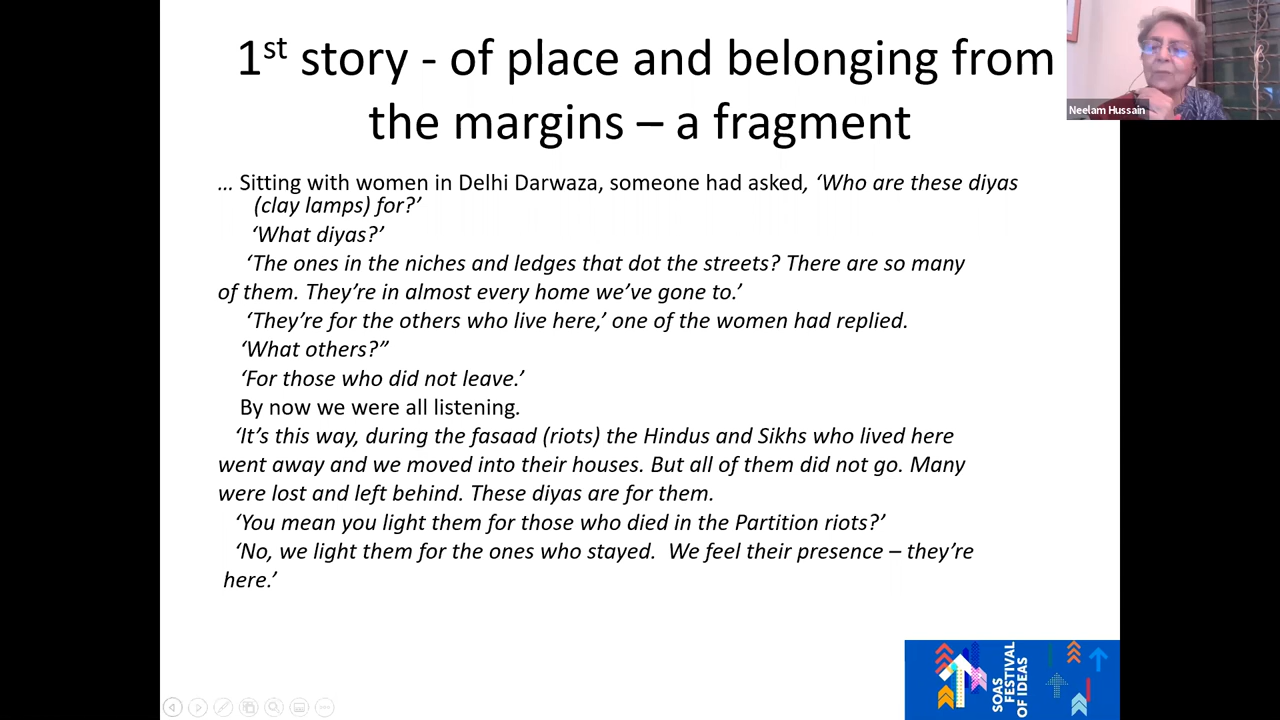 1st story - of place and belonging from
the margins – a fragment
Neelam Hussain
... Sitting with women in Delhi Darwaza, someone had asked, ‘Who are these diyas
(clay lamps) for?’
‘What diyas?’
‘The ones in the niches and ledges that dot the streets? There are so many
of them. They’re in almost every home we’ve gone to.’
‘They’re for the others who live here,’ one of the women had replied.
‘What others?”
‘For those who did not leave.’
By now we were all listening.
‘It’s this way, during the fasaad (riots) the Hindus and Sikhs who lived here
went away and we moved into their houses. But all of them did not go. Many
were lost and left behind. These diyas are for them.
‘You mean you light them for those who died in the Partition riots?’
‘No, we light them for the ones who stayed.  We feel their presence – they’re
here.’
SOAS
FESTIVAL
OF IDEAS